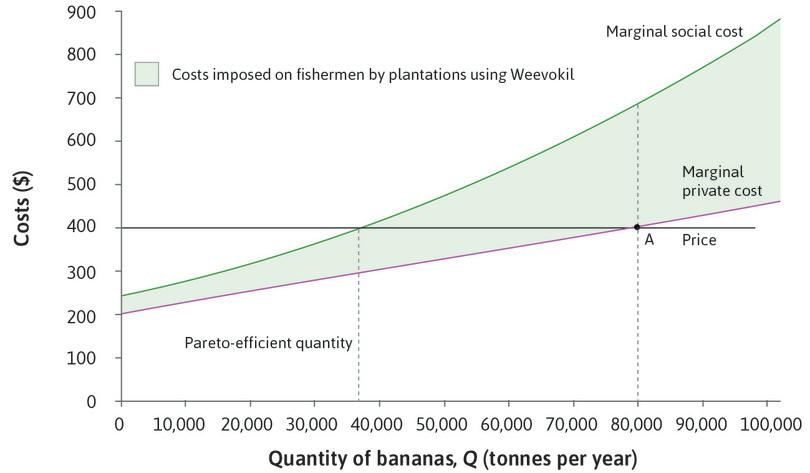 900
800
700
600
500
400
300
200
100
0
Costs ($)
Marginal social cost
Costs imposed on fishermen by plantations using Weevokil
Marginal
private cost
A
Price
Pareto-efficient quantity
0 10,000 20,000 30,000 40,000 50,000 60,000 70,000 80,000 90,000 100,000
Quantity of bananas, Q (tonnes per year)